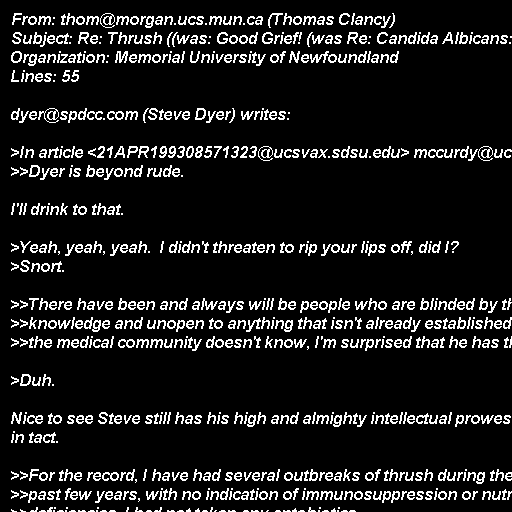 From: thom@morgan.ucs.mun.ca (Thomas Clancy)
Subject: Re: Thrush ((was: Good Grief! (was Re: Candida Albicans:
Organization: Memorial University of Newfoundland
Lines: 55

dyer@spdcc.com (Steve Dyer) writes:

>In article <21APR199308571323@ucsvax.sdsu.edu> mccurdy@uc
>>Dyer is beyond rude.

I'll drink to that.

>Yeah, yeah, yeah.  I didn't threaten to rip your lips off, did I?
>Snort.

>>There have been and always will be people who are blinded by th
>>knowledge and unopen to anything that isn't already established
>>the medical community doesn't know, I'm surprised that he has th

>Duh.

Nice to see Steve still has his high and almighty intellectual prowes
in tact.

>>For the record, I have had several outbreaks of thrush during the
>>past few years, with no indication of immunosuppression or nutr
>>deficiencies. I had not taken any antobiotics.